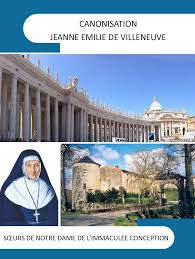 CANONISATION
JEANNE EMILIE DE VILLENEUVE
SŒURS DE NOTRE DAME DE L'IMMACULEE CONCEPTION